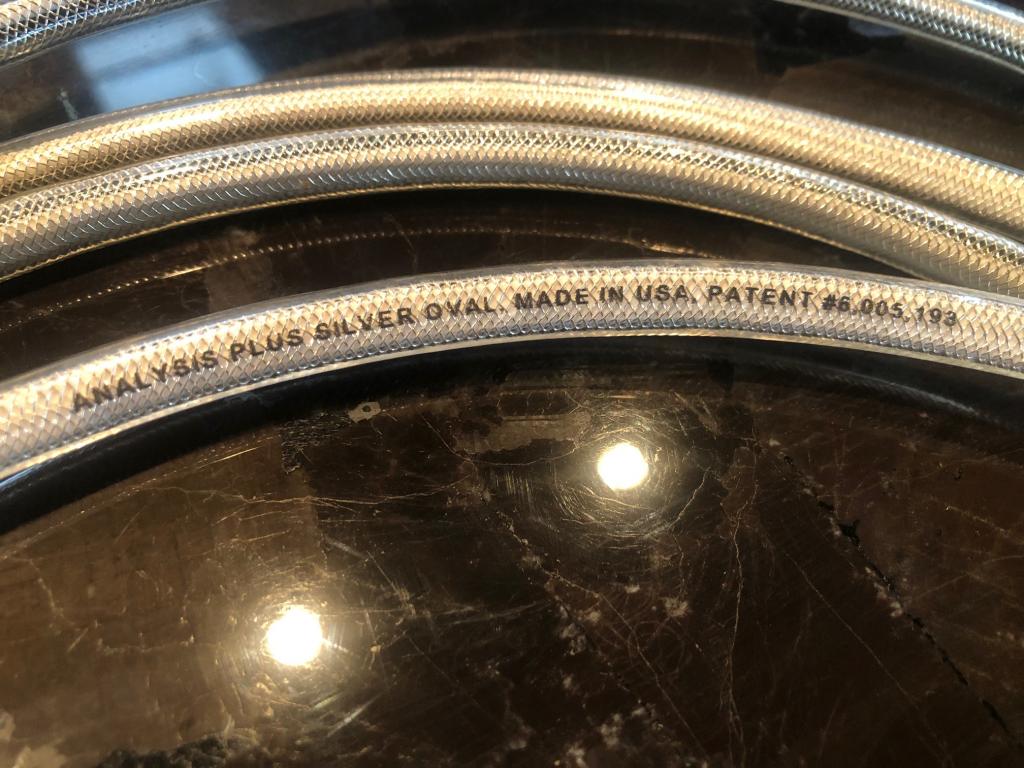 ANALYSIS PLUS SILVER OVAL. MADE IN USA. PATENT #6,005,193